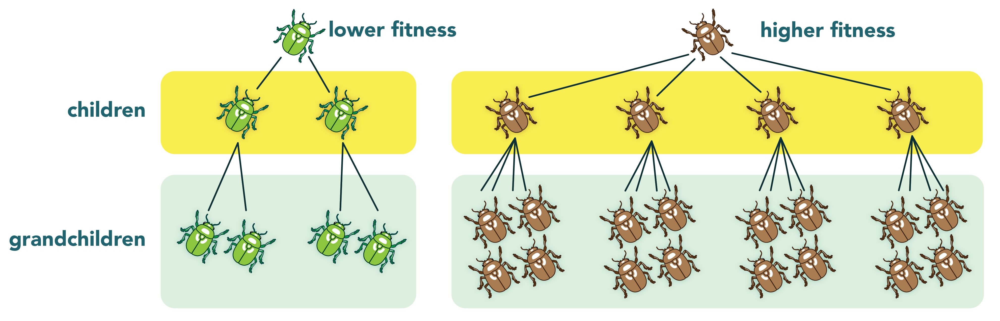 lower fitness
higher fitness
children
grandchildren